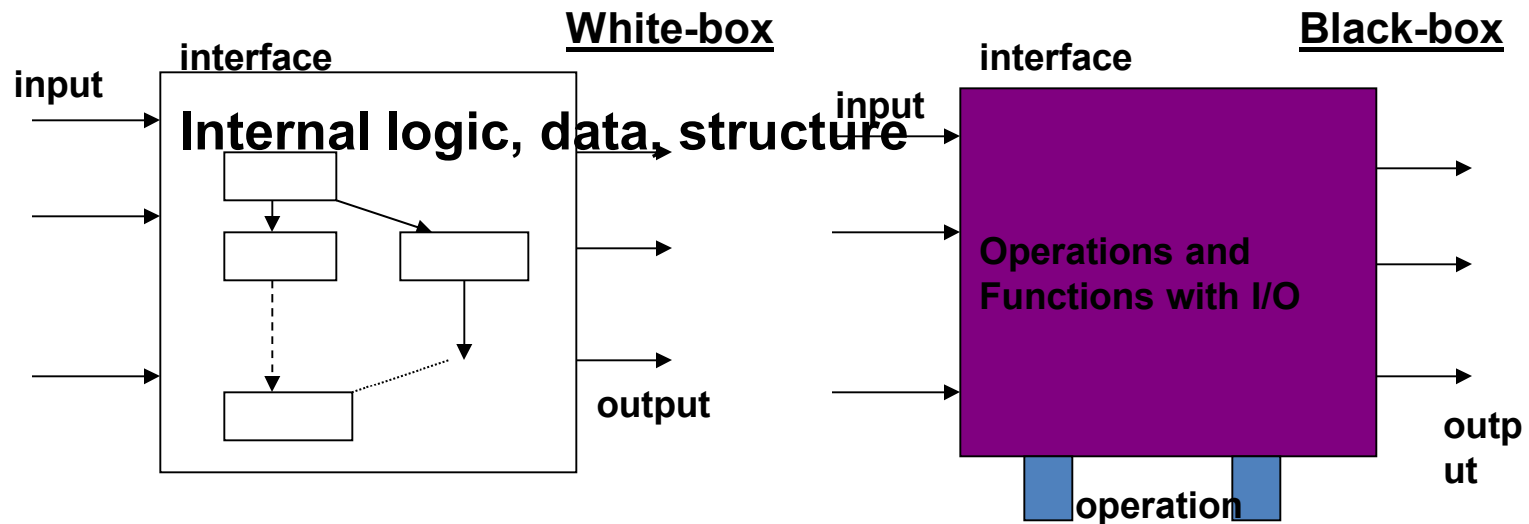 White-box
interface
input
Internal logic, data, structure
output
Black-box
interface
input
Operations and
Functions with I/O
outp
ut
operation